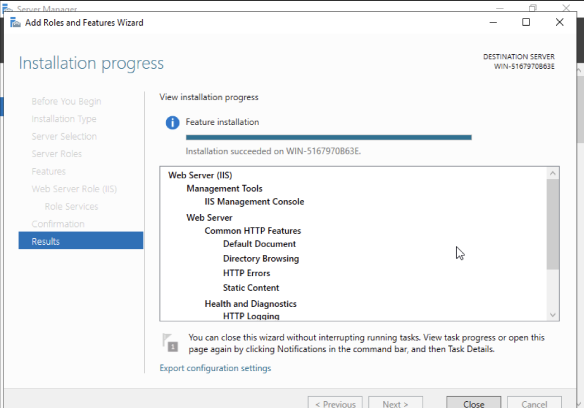 Server Manager
Add Roles and Features Wizard
Installation progress
DESTINATION SERVER
WIN-5167970863E
Before You Begin
Installation Type
Server Selection
Server Roles
Features
Web Server Role (IIS)
Role Services
Confirmation
Results
View installation progress
Feature installation
Installation succeeded on WIN-5167970863E.
Web Server (IIS)
Management Tools
IIS Management Console
Web Server
Common HTTP Features
Default Document
Directory Browsing
HTTP Errors
Static Content
Health and Diagnostics
HTTP Logging
1
You can close this wizard without interrupting running tasks. View task progress or open this
page again by clicking Notifications in the command bar, and then Task Details.
Export configuration settings
< Previous
Next >
Close
Cancel